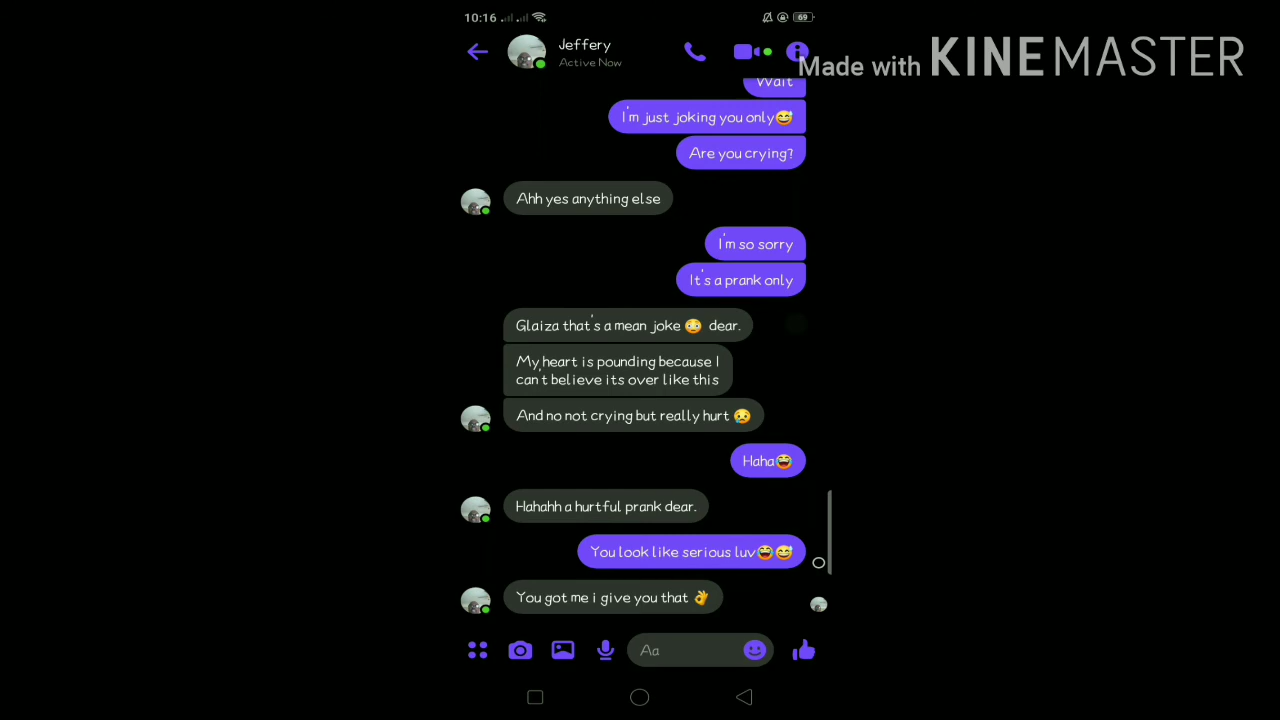 10:16
69
Jeffery
Active Now
Made with KINEMASTER
Wait
I'm just joking you only😅
Are you crying?
Ahh yes anything else
I'm so sorry
It's a prank only
Glaiza that's a mean joke 😳 dear.
My heart is pounding because I
can't believe its over like this
And no not crying but really hurt 😥
Haha😂
Hahahh a hurtful prank dear.
You look like serious luv😂😅
You got me i give you that 👌
Aa